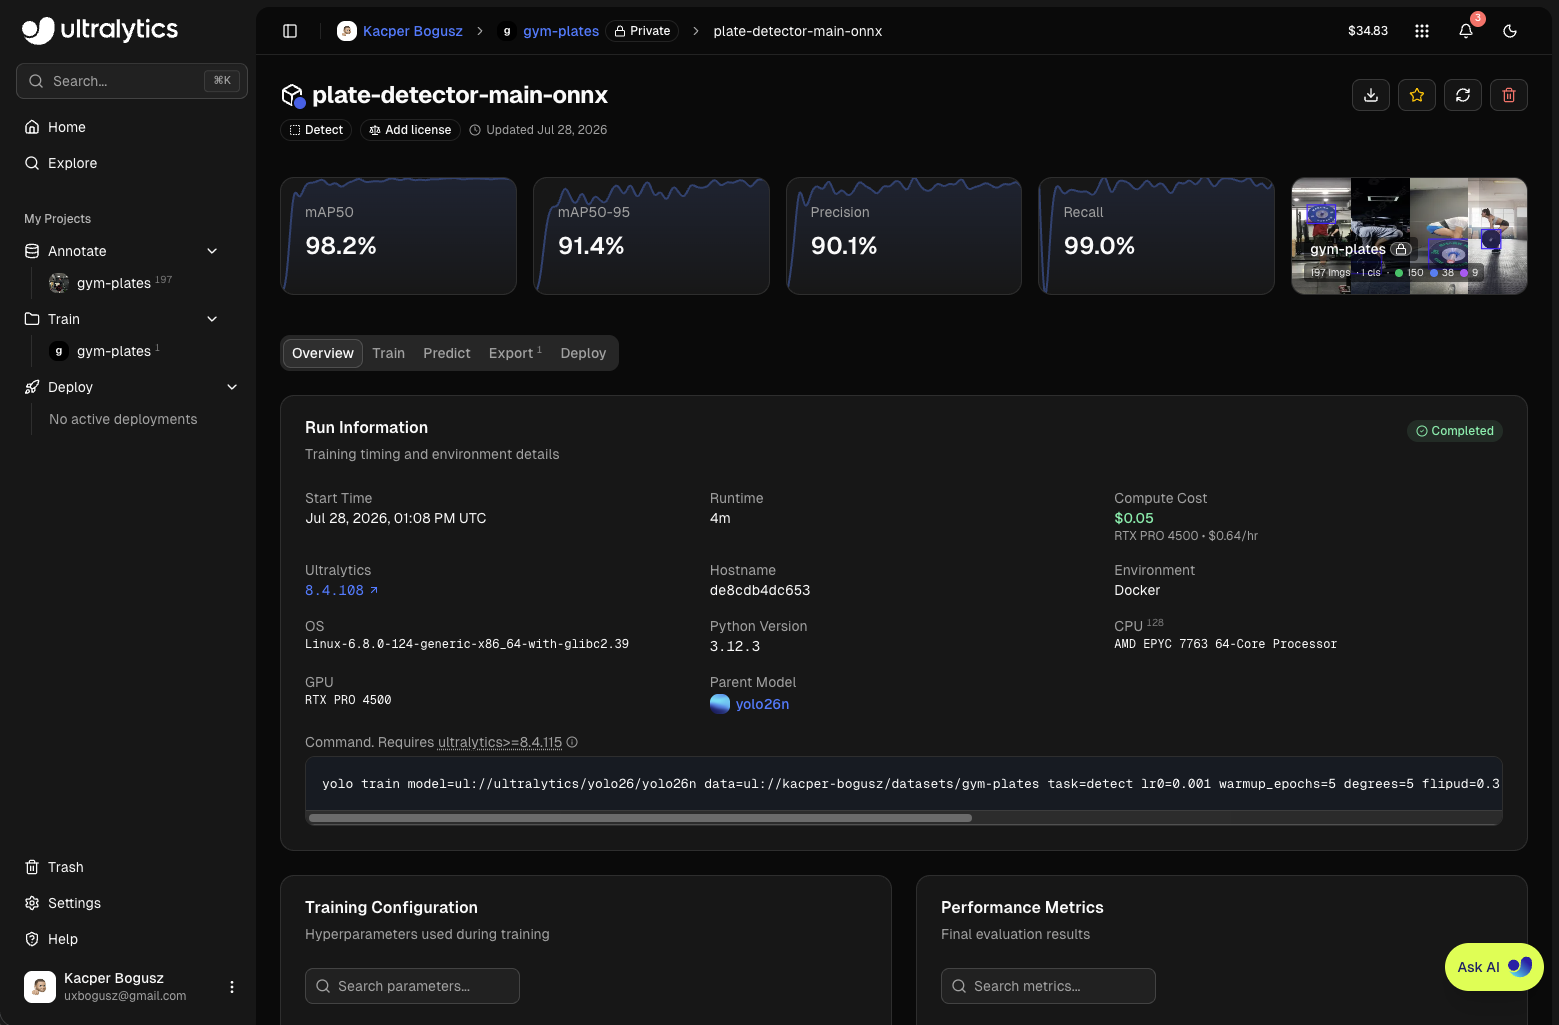 ultralytics
Search...
⌘K
Home
Explore
My Projects
Annotate
gym-plates 197
Train
g gym-plates 1
Deploy
No active deployments
Trash
Settings
Help
Kacper Bogusz
uxbogusz@gmail.com
Kacper Bogusz
g gym-plates
Private
plate-detector-main-onnx
$34.83
3
plate-detector-main-onnx
Detect
Add license
Updated Jul 28, 2026
mAP50
98.2%
mAP50-95
91.4%
Precision
90.1%
Recall
99.0%
gym-plates
197 imgs · 1 cls · 150 38 9
Overview
Train
Predict
Export 1
Deploy
Run Information
Training timing and environment details
Completed
Start Time
Jul 28, 2026, 01:08 PM UTC
Runtime
4m
Compute Cost
$0.05
RTX PRO 4500 • $0.64/hr
Ultralytics
8.4.108
Hostname
de8cdb4dc653
Environment
Docker
OS
Linux-6.8.0-124-generic-x86_64-with-glibc2.39
Python Version
3.12.3
CPU 128
AMD EPYC 7763 64-Core Processor
GPU
RTX PRO 4500
Parent Model
yolo26n
Command. Requires ultralytics>=8.4.115
yolo train model=ul://ultralytics/yolo26/yolo26n data=ul://kacper-bogusz/datasets/gym-plates task=detect lr0=0.001 warmup_epochs=5 degrees=5 flipud=0.3
Training Configuration
Hyperparameters used during training
Search parameters...
Performance Metrics
Final evaluation results
Search metrics...
Ask AI